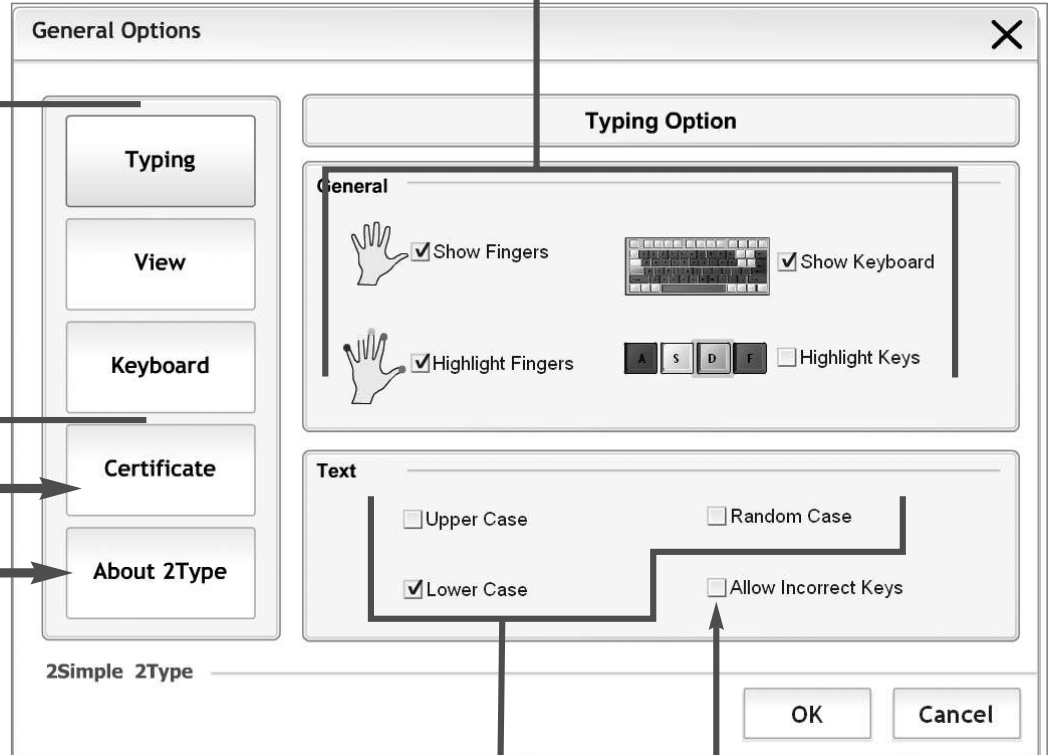 General Options
Typing
View
Keyboard
Certificate
About 2Type
Typing Option
General
Show Fingers
Show Keyboard
Highlight Fingers
A S D F
Highlight Keys
Text
Upper Case
Random Case
Lower Case
Allow Incorrect Keys
2Simple 2Type
OK
Cancel